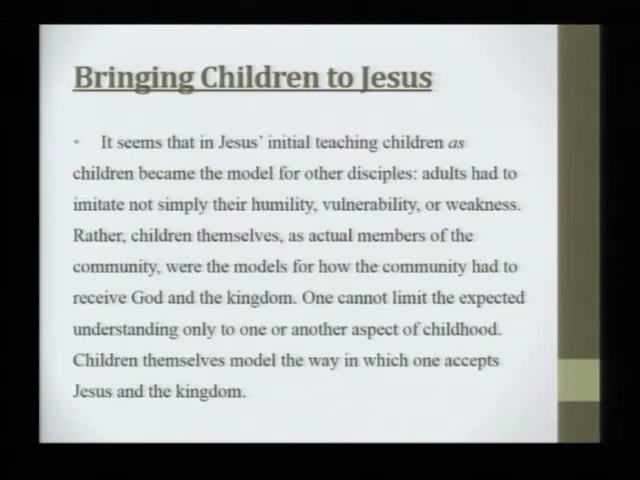 Bringing Children to Jesus
• It seems that in Jesus' initial teaching children as
children became the model for other disciples: adults had to
imitate not simply their humility, vulnerability, or weakness.
Rather, children themselves, as actual members of the
community, were the models for how the community had to
receive God and the kingdom. One cannot limit the expected
understanding only to one or another aspect of childhood.
Children themselves model the way in which one accepts
Jesus and the kingdom.